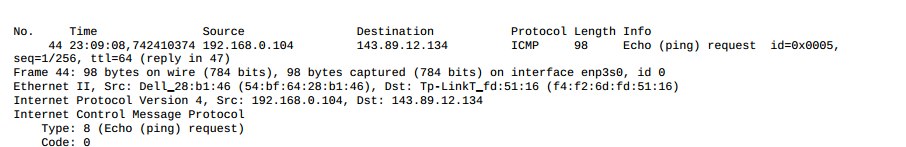 No. Time Source Destination Protocol Length Info
44 23:09:08,742410374 192.168.0.104 143.89.12.134 ICMP 98 Echo (ping) request id=0x0005,
seq=1/256, ttl=64 (reply in 47)
Frame 44: 98 bytes on wire (784 bits), 98 bytes captured (784 bits) on interface enp3s0, id 0
Ethernet II, Src: Dell_28:b1:46 (54:bf:64:28:b1:46), Dst: Tp-LinkT_fd:51:16 (f4:f2:6d:fd:51:16)
Internet Protocol Version 4, Src: 192.168.0.104, Dst: 143.89.12.134
Internet Control Message Protocol
Type: 8 (Echo (ping) request)
Code: 0